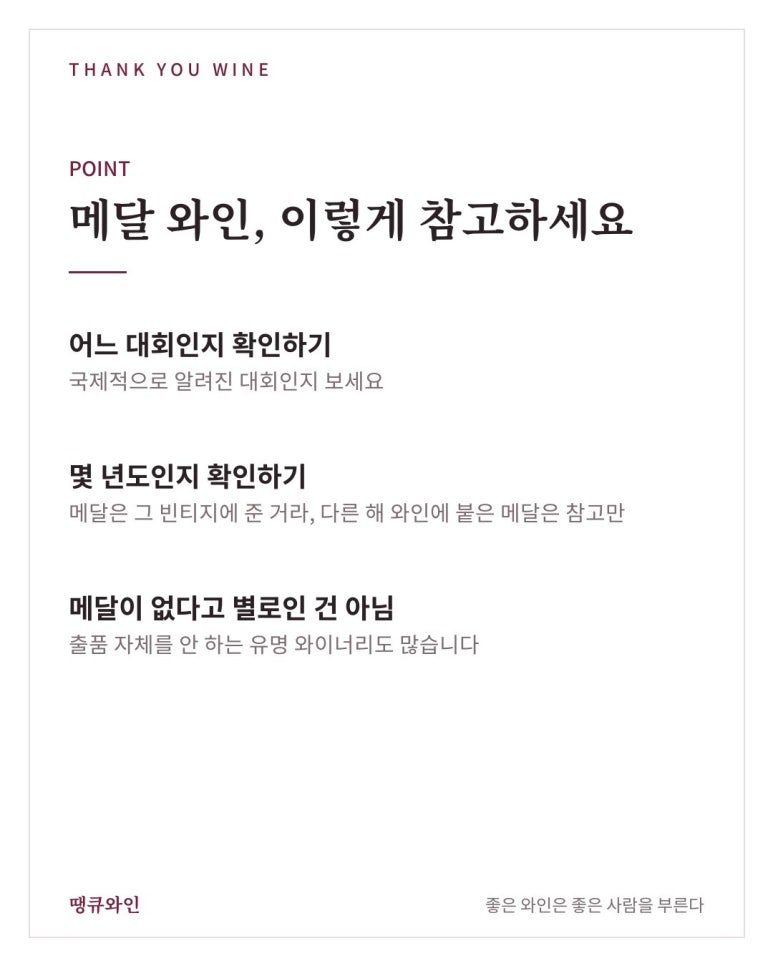 THANK YOU WINE
POINT
메달 와인, 이렇게 참고하세요
어느 대회인지 확인하기
국제적으로 알려진 대회인지 보세요
몇 년도인지 확인하기
메달은 그 빈티지에 준 거라, 다른 해 와인에 붙은 메달은 참고만
메달이 없다고 별로인 건 아님
출품 자체를 안 하는 유명 와이너리도 많습니다
땡큐와인
좋은 와인은 좋은 사람을 부른다